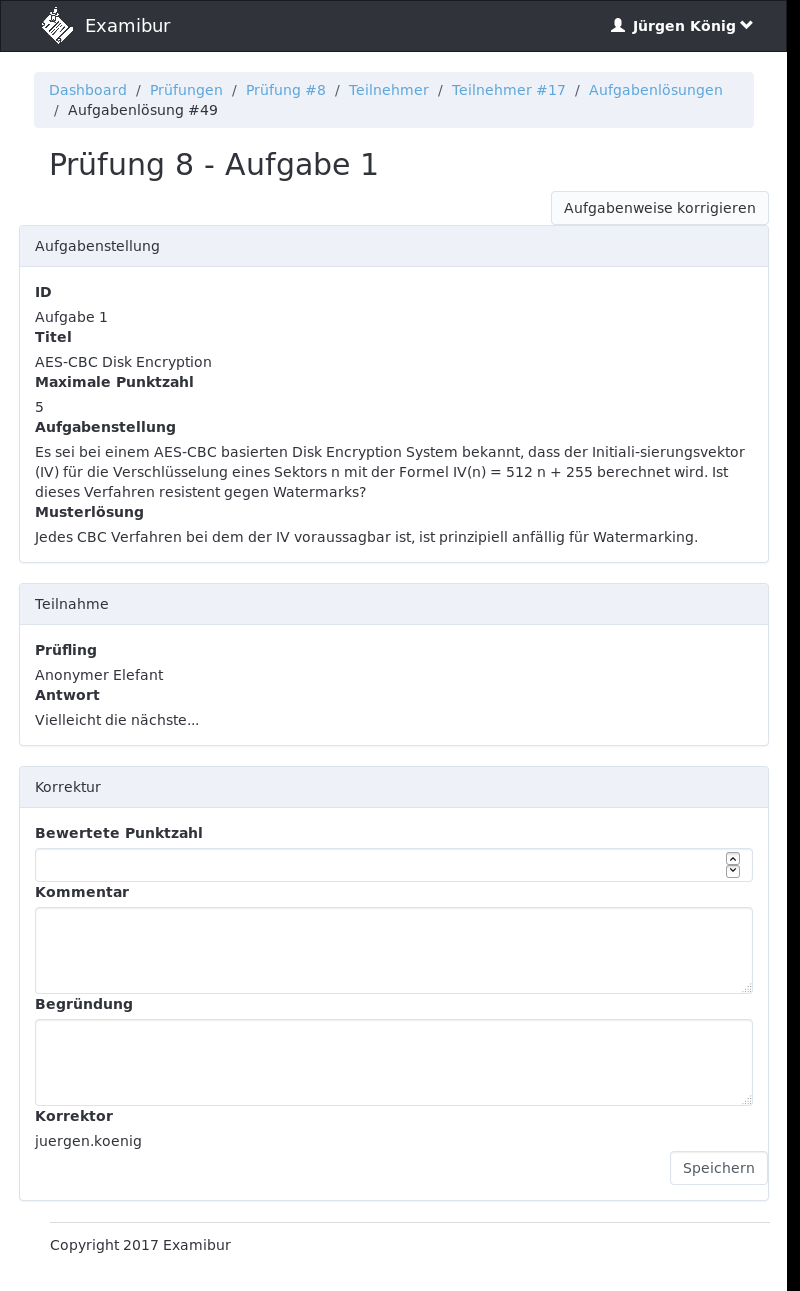 Examibur
Jürgen König
Dashboard / Prüfungen / Prüfung #8 / Teilnehmer / Teilnehmer #17 / Aufgabenlösungen
/ Aufgabenlösung #49
Prüfung 8 - Aufgabe 1
Aufgabenweise korrigieren
Aufgabenstellung
ID
Aufgabe 1
Titel
AES-CBC Disk Encryption
Maximale Punktzahl
5
Aufgabenstellung
Es sei bei einem AES-CBC basierten Disk Encryption System bekannt, dass der Initiali-sierungsvektor
(IV) für die Verschlüsselung eines Sektors n mit der Formel IV(n) = 512 n + 255 berechnet wird. Ist
dieses Verfahren resistent gegen Watermarks?
Musterlösung
Jedes CBC Verfahren bei dem der IV voraussagbar ist, ist prinzipiell anfällig für Watermarking.
Teilnahme
Prüfling
Anonymer Elefant
Antwort
Vielleicht die nächste...
Korrektur
Bewertete Punktzahl
Kommentar
Begründung
Korrektor
juergen.koenig
Speichern
Copyright 2017 Examibur